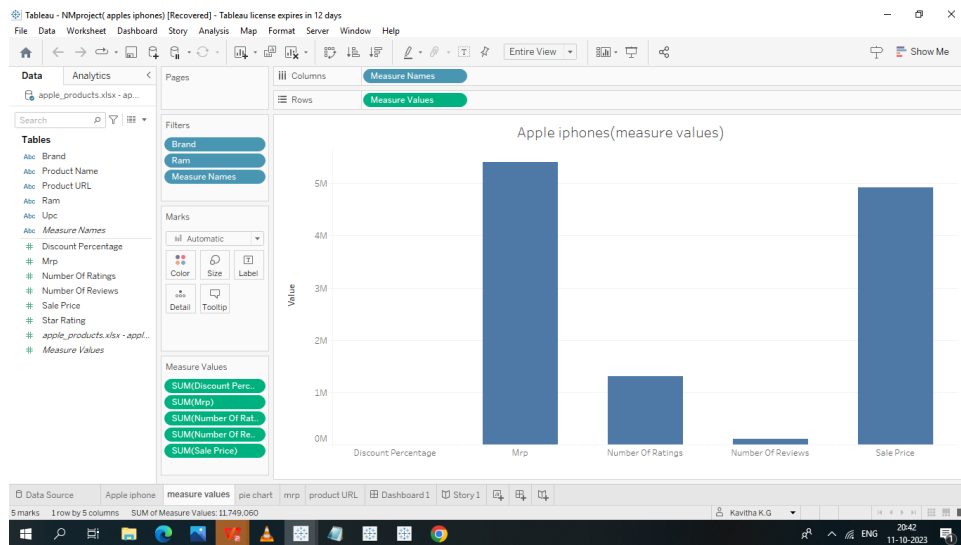 Tableau - NMproject( apples iphones) [Recovered] - Tableau license expires in 12 days
File Data Worksheet Dashboard Story Analysis Map Format Server Window Help
Entire View
Show Me
Data Analytics
apple_products.xlsx - ap...
Search
Tables
Abc Brand
Abc Product Name
Abc Product URL
Abc Ram
Abc Upc
Abc Measure Names
# Discount Percentage
# Mrp
# Number Of Ratings
# Number Of Reviews
# Sale Price
# Star Rating
# apple_products.xlsx - appl...
# Measure Values
Pages
Filters
Brand
Ram
Measure Names
Marks
Automatic
Color Size Label
Detail Tooltip
Measure Values
SUM(Discount Perc..
SUM(Mrp)
SUM(Number Of Rat..
SUM(Number Of Re..
SUM(Sale Price)
Columns Measure Names
Rows Measure Values
Apple iphones(measure values)
Value
5M
4M
3M
2M
1M
0M
Discount Percentage Mrp Number Of Ratings Number Of Reviews Sale Price
Data Source Apple iphone measure values pie chart mrp product URL Dashboard 1 Story 1
5 marks 1 row by 5 columns SUM of Measure Values: 11,749,060
Kavitha K.G
ENG
20:42
11-10-2023